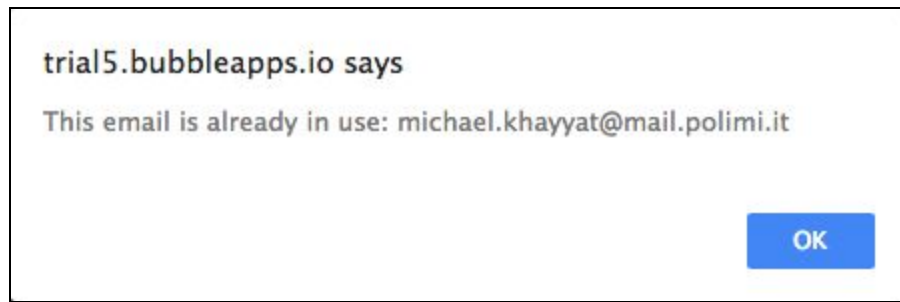 trial5.bubbleapps.io says
This email is already in use: michael.khayyat@mail.polimi.it
OK